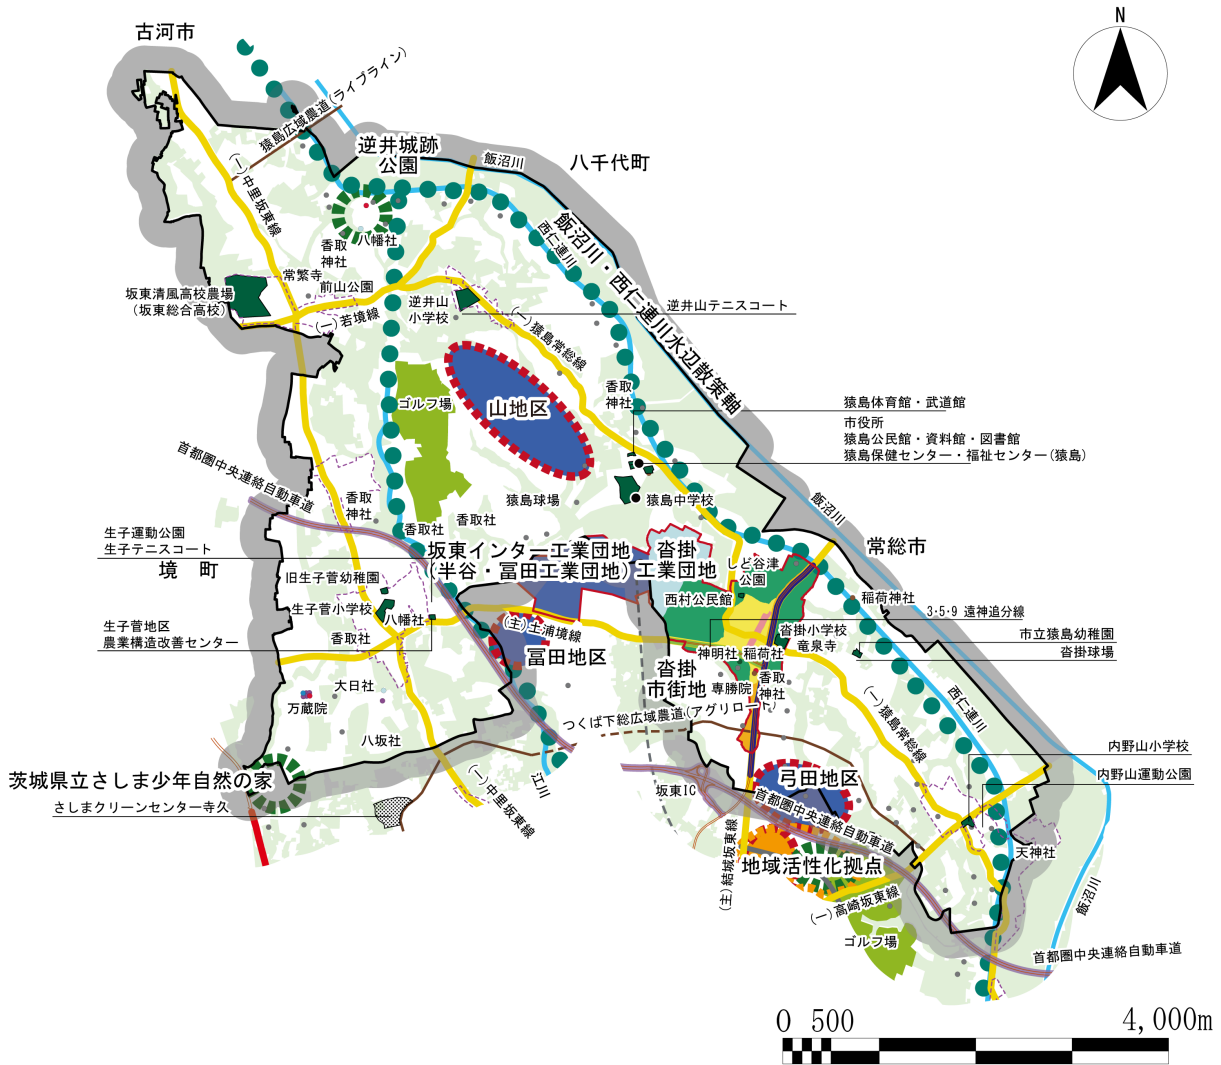 N
古河市
猿島広域農道(ライブライン)
逆井城跡
公園
飯沼川
八千代町
(一)中里坂東線
飯沼川・西仁連川水辺散策軸
西仁連川
八幡社
香取
神社
常繁寺
前山公園
坂東清風高校農場
(坂東総合高校)
(一)若境線
逆井山
小学校
逆井山テニスコート
(一)猿島常総線
山地区
ゴルフ場
香取
神社
猿島体育館・武道館
市役所
猿島公民館・資料館・図書館
猿島保健センター・福祉センター(猿島)
首都圏中央連絡自動車道
香取
神社
猿島球場
猿島中学校
飯沼川
香取社
香取社
生子運動公園
生子テニスコート
境 町
坂東インター工業団地
(半谷・冨田工業団地)
沓掛
工業団地
しど谷津
公園
常総市
旧生子菅幼稚園
西村公民館
稲荷神社
生子菅小学校
八幡社
3・5・9 遠神追分線
(主)土浦境線
沓掛小学校
竜泉寺
市立猿島幼稚園
生子菅地区
農業構造改善センター
香取社
冨田地区
神明社
稲荷社
沓掛球場
沓掛
市街地
香取
神社
専勝院
大日社
万蔵院
つくば下総広域農道(アグリロード)
(一)猿島常総線
西仁連川
八坂社
内野山小学校
茨城県立さしま少年自然の家
(一)中里坂東線
江川
坂東IC
弓田地区
内野山運動公園
さしまクリーンセンター寺久
首都圏中央連絡自動車道
天神社
(主)結城坂東線
地域活性化拠点
(一)高崎坂東線
飯沼川
ゴルフ場
首都圏中央連絡自動車道
0 500 4,000m